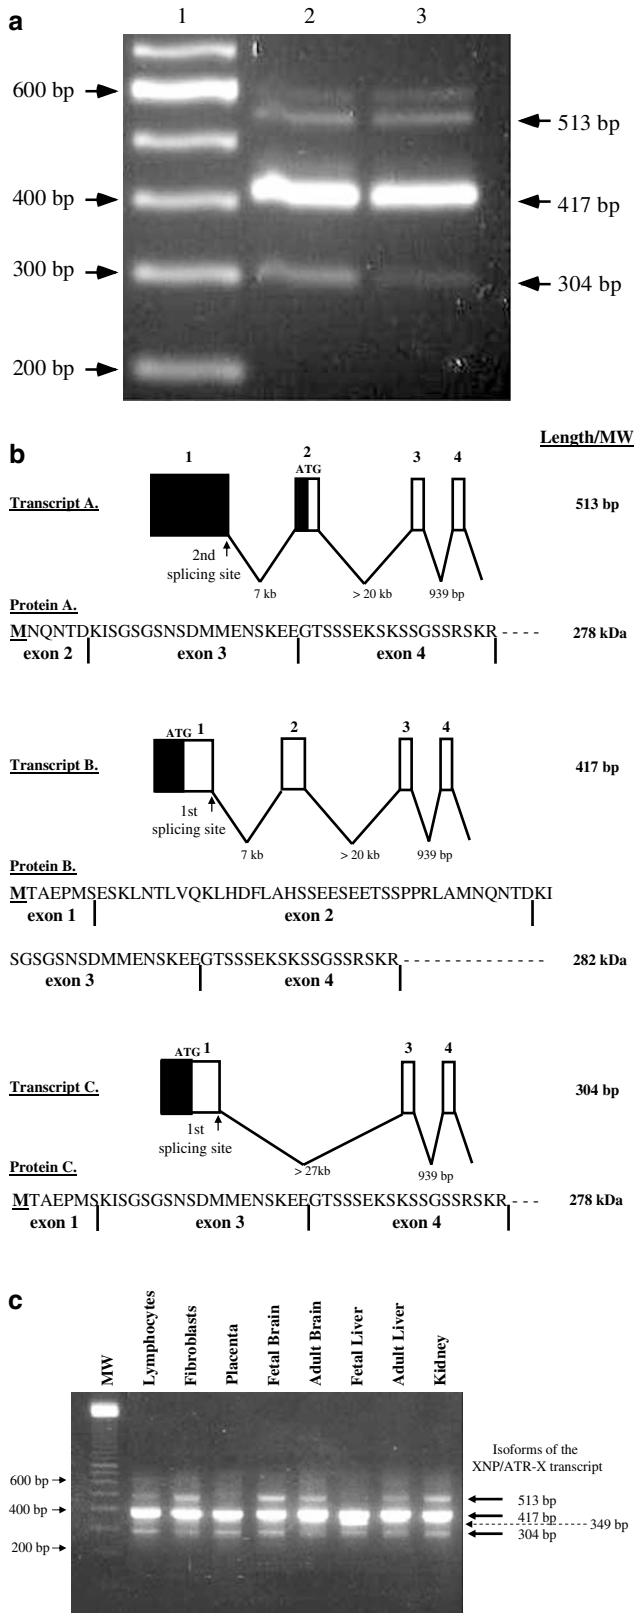 a
1 2 3
600 bp
513 bp
400 bp
417 bp
300 bp
304 bp
200 bp
b
Length/MW
1 2 3 4
ATG
Transcript A.
513 bp
2nd
splicing site
7 kb
> 20 kb
939 bp
Protein A.
MNQNTDKISGSGSNSDMMENSKEEGTSSSEKSKSSGSSRSKR - - - -
278 kDa
exon 2 exon 3 exon 4
ATG 1 2 3 4
Transcript B.
417 bp
1st
splicing site
7 kb
> 20 kb
939 bp
Protein B.
MTAEPMSESKLNTLVQKLHDFLAHSSEESEETSSPPRLAMNQNTDKI
exon 1 exon 2
SGSGSNSDMMENSKEEGTSSSEKSKSSGSSRSKR- - - - - - - - - - - - - -
282 kDa
exon 3 exon 4
ATG 1 3 4
Transcript C.
304 bp
1st
splicing site
> 27kb
939 bp
Protein C.
MTAEPMSKISGSGSNSDMMENSKEEGTSSSEKSKSSGSSRSKR- - - -
278 kDa
exon 1 exon 3 exon 4
c
MW
Lymphocytes
Fibroblasts
Placenta
Fetal Brain
Adult Brain
Fetal Liver
Adult Liver
Kidney
Isoforms of the
XNP/ATR-X transcript
600 bp
513 bp
400 bp
417 bp
349 bp
304 bp
200 bp